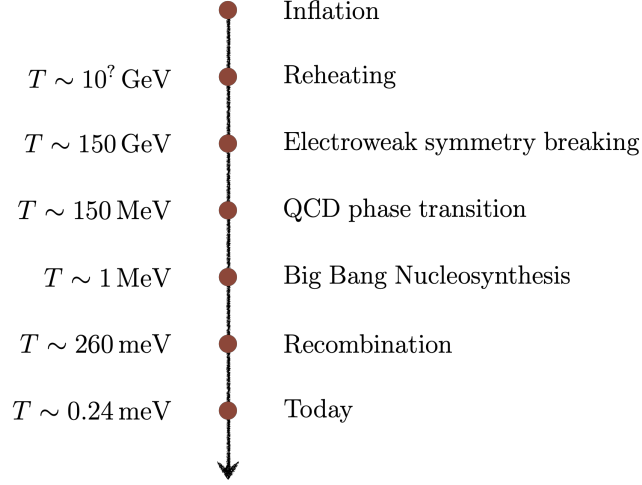 Inflation
T ∼ 10^? GeV Reheating
T ∼ 150 GeV Electroweak symmetry breaking
T ∼ 150 MeV QCD phase transition
T ∼ 1 MeV Big Bang Nucleosynthesis
T ∼ 260 meV Recombination
T ∼ 0.24 meV Today